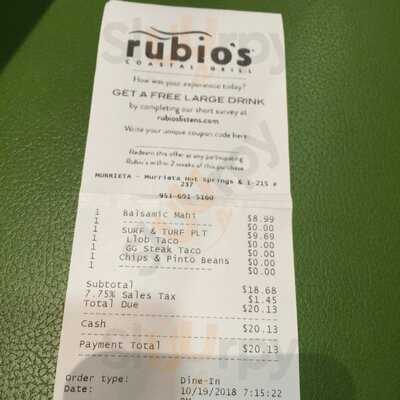 rubio's
COASTAL GRILL
How was your experience today?
GET A FREE LARGE DRINK
by completing our short survey at
rubioslistens.com
Write your unique coupon code here:
Redeem this offer at any participating
Rubio's within 2 weeks of this purchase
MURRIETA - Murrieta Hot Springs & I-215 #
237
951-691-5160
1 Balsamic Mahi $8.99
1 -------------- $0.00
1 SURF & TURF PLT $9.69
1 Llob Taco $0.00
1 GG Steak Taco $0.00
1 Chips & Pinto Beans $0.00
1 -------------- $0.00
Subtotal $18.68
7.75% Sales Tax $1.45
Total Due $20.13
Cash $20.13
Payment Total $20.13
Order type: Dine-In
Date: 10/19/2018 7:15:22
PM